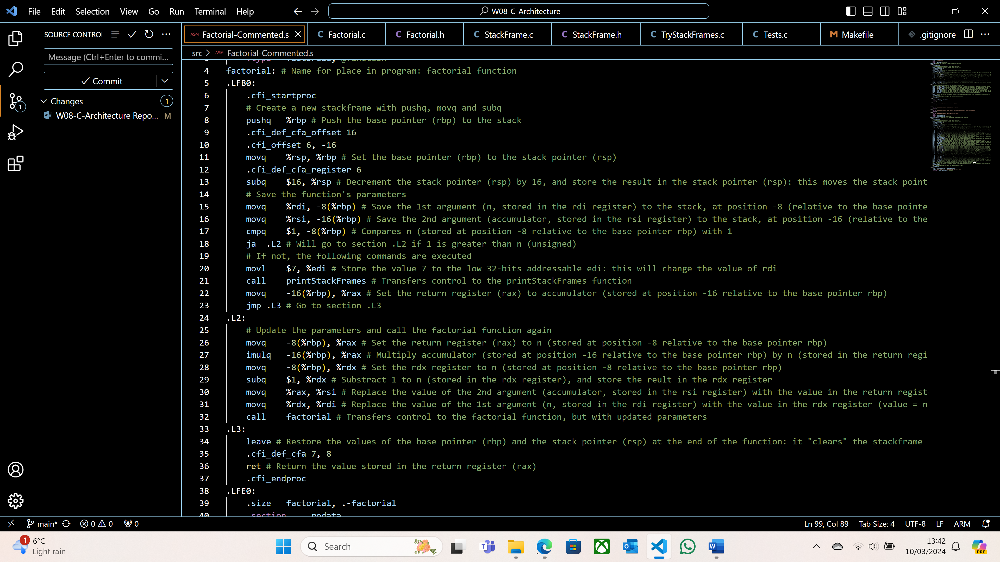 File Edit Selection View Go Run Terminal Help
W08-C-Architecture
SOURCE CONTROL
Message (Ctrl+Enter to commi...
Commit
Changes 1
W08-C-Architecture Repo... M
1
ASM Factorial-Commented.s
C Factorial.c
C Factorial.h
C StackFrame.c
C StackFrame.h
C TryStackFrames.c
C Tests.c
M Makefile
.gitignore
src > ASM Factorial-Commented.s
3 .type factorial, @function
4 factorial: # Name for place in program: factorial function
5 .LFB0:
6 .cfi_startproc
7 # Create a new stackframe with pushq, movq and subq
8 pushq %rbp # Push the base pointer (rbp) to the stack
9 .cfi_def_cfa_offset 16
10 .cfi_offset 6, -16
11 movq %rsp, %rbp # Set the base pointer (rbp) to the stack pointer (rsp)
12 .cfi_def_cfa_register 6
13 subq $16, %rsp # Decrement the stack pointer (rsp) by 16, and store the result in the stack pointer (rsp): this moves the stack point
14 # Save the function's parameters
15 movq %rdi, -8(%rbp) # Save the 1st argument (n, stored in the rdi register) to the stack, at position -8 (relative to the base pointe
16 movq %rsi, -16(%rbp) # Save the 2nd argument (accumulator, stored in the rsi register) to the stack, at position -16 (relative to the
17 cmpq $1, -8(%rbp) # Compares n (stored at position -8 relative to the base pointer rbp) with 1
18 ja .L2 # Will go to section .L2 if 1 is greater than n (unsigned)
19 # If not, the following commands are executed
20 movl $7, %edi # Store the value 7 to the low 32-bits addressable edi: this will change the value of rdi
21 call printStackFrames # Transfers control to the printStackFrames function
22 movq -16(%rbp), %rax # Set the return register (rax) to accumulator (stored at position -16 relative to the base pointer rbp)
23 jmp .L3 # Go to section .L3
24 .L2:
25 # Update the parameters and call the factorial function again
26 movq -8(%rbp), %rax # Set the return register (rax) to n (stored at position -8 relative to the base pointer rbp)
27 imulq -16(%rbp), %rax # Multiply accumulator (stored at position -16 relative to the base pointer rbp) by n (stored in the return regi
28 movq -8(%rbp), %rdx # Set the rdx register to n (stored at position -8 relative to the base pointer rbp)
29 subq $1, %rdx # Substract 1 to n (stored in the rdx register), and store the reult in the rdx register
30 movq %rax, %rsi # Replace the value of the 2nd argument (accumulator, stored in the rsi register) with the value in the return regist
31 movq %rdx, %rdi # Replace the value of the 1st argument (n, stored in the rdi register) with the value in the rdx register (value = n
32 call factorial # Transfers control to the factorial function, but with updated parameters
33 .L3:
34 leave # Restore the values of the base pointer (rbp) and the stack pointer (rsp) at the end of the function: it "clears" the stackframe
35 .cfi_def_cfa 7, 8
36 ret # Return the value stored in the return register (rax)
37 .cfi_endproc
38 .LFE0:
39 .size factorial, .-factorial
40 .section .rodata
main* 0 0 0
Ln 99, Col 89 Tab Size: 4 UTF-8 LF ARM
1 6°C
Light rain
Search
13:42
10/03/2024
PRE